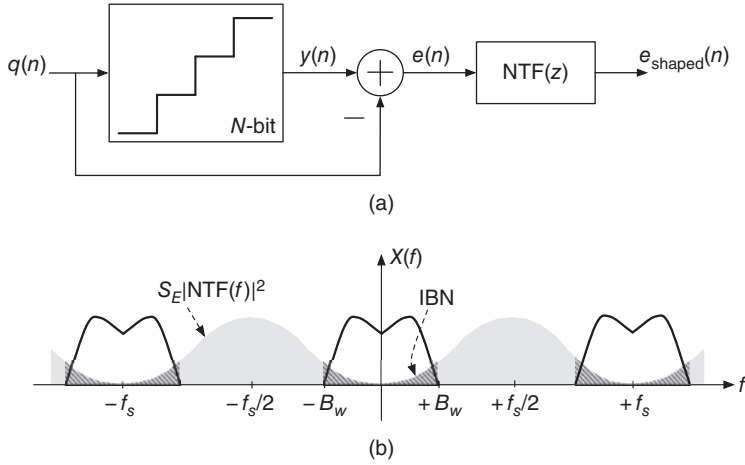 q(n)
N-bit
y(n)
+
−
e(n)
NTF(z)
e_shaped(n)
(a)
X(f)
S_E|NTF(f)|²
IBN
−f_s
−f_s/2
−B_w
+B_w
+f_s/2
+f_s
f
(b)